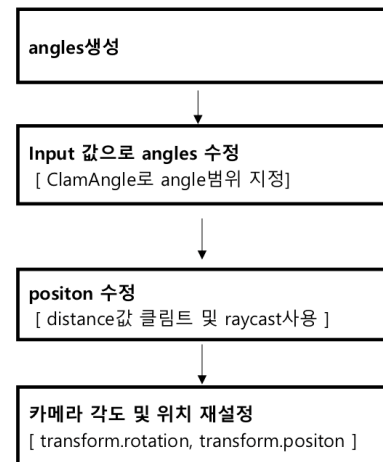 angles생성
Input 값으로 angles 수정
[ ClamAngle로 angle범위 지정]
positon 수정
[ distance값 클림트 및 raycast사용 ]
카메라 각도 및 위치 재설정
[ transform.rotation, transform.positon ]